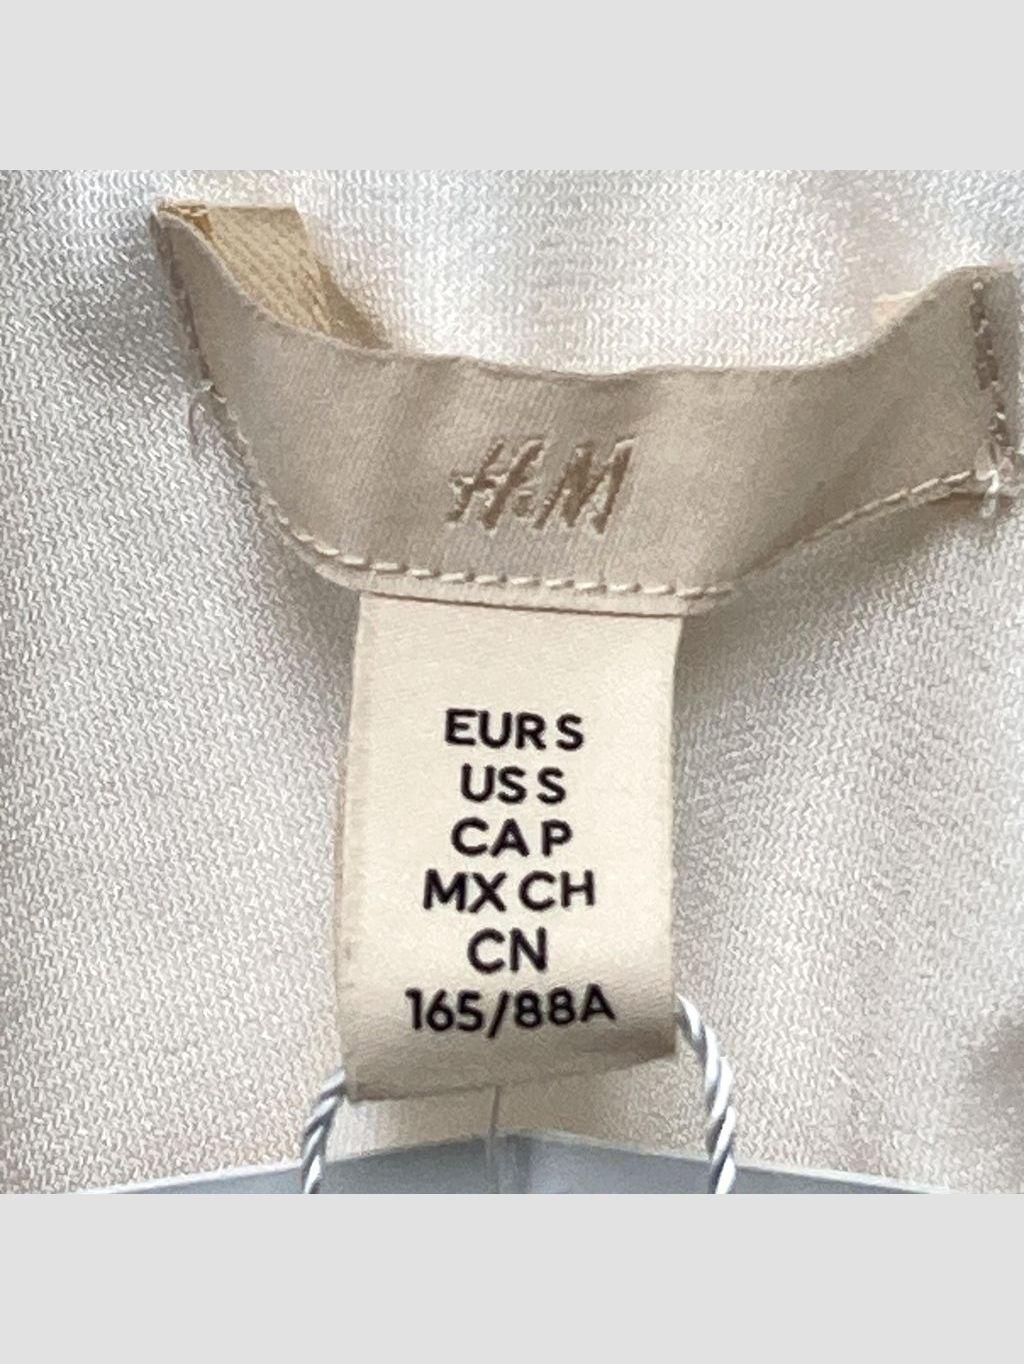 H&M
EUR S
US S
CA P
MX CH
CN
165/88A